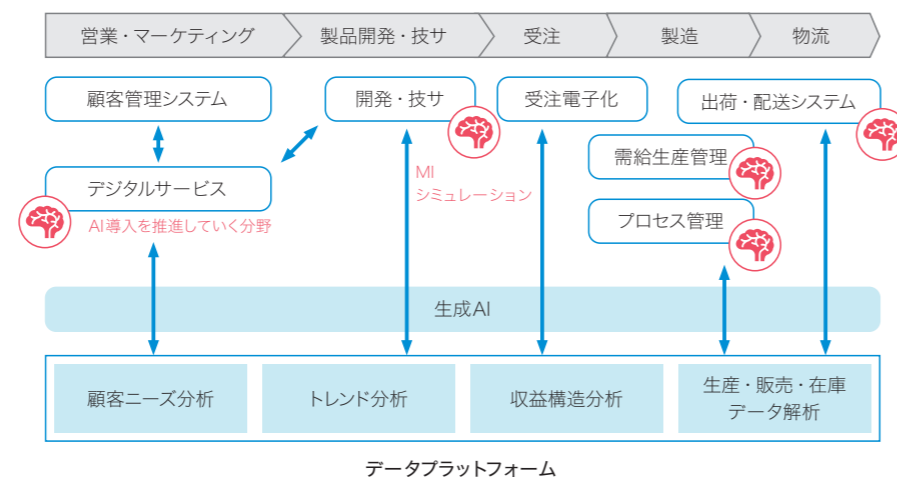 営業・マーケティング
製品開発・技サ
受注
製造
物流
顧客管理システム
開発・技サ
受注電子化
出荷・配送システム
需給生産管理
デジタルサービス
MI
シミュレーション
プロセス管理
AI導入を推進していく分野
生成AI
顧客ニーズ分析
トレンド分析
収益構造分析
生産・販売・在庫
データ解析
データプラットフォーム